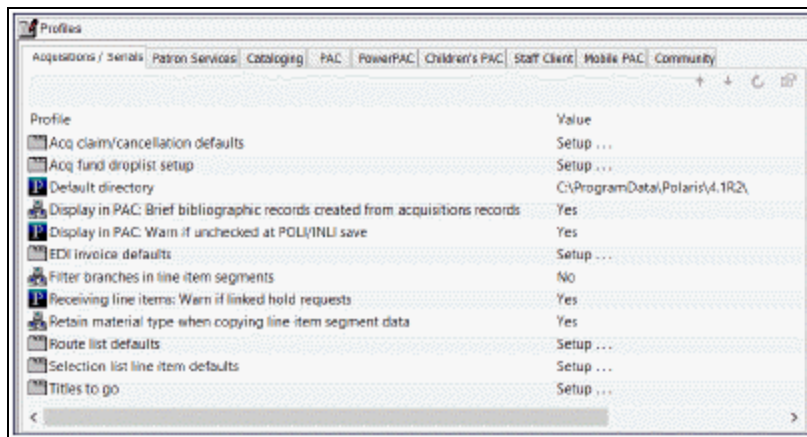 Profiles
Acquisitions / Serials Patron Services Cataloging PAC PowerPAC Children's PAC Staff Client Mobile PAC Community
Profile Value
Acq claim/cancellation defaults Setup ...
Acq fund droplist setup Setup ...
Default directory C:\ProgramData\Polaris\4.1R2\
Display in PAC: Brief bibliographic records created from acquisitions records Yes
Display in PAC: Warn if unchecked at POLI/INLI save Yes
EDI invoice defaults Setup ...
Filter branches in line item segments No
Receiving line items: Warn if linked hold requests Yes
Retain material type when copying line item segment data Yes
Route list defaults Setup ...
Selection list line item defaults Setup ...
Titles to go Setup ...